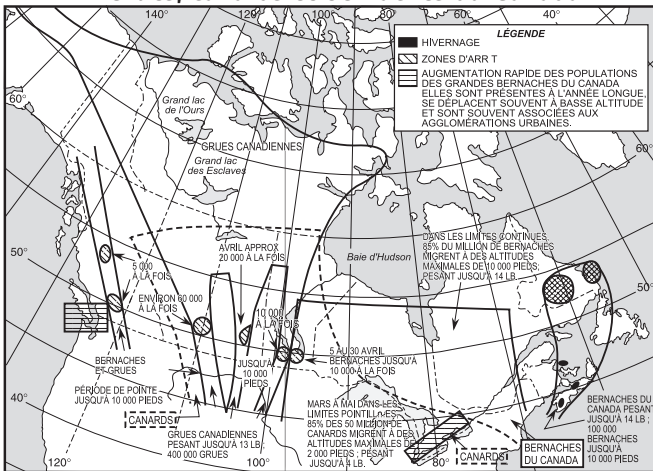 140°
120°
100°
80°
60°
40°
LÉGENDE
HIVERNAGE
ZONES D'ARR T
AUGMENTATION RAPIDE DES POPULATIONS
DES GRANDES BERNACHES DU CANADA
ELLES SONT PRÉSENTES À L'ANNÉE LONGUE,
SE DÉPLACENT SOUVENT À BASSE ALTITUDE
ET SONT SOUVENT ASSOCIÉES AUX
AGGLOMÉRATIONS URBAINES.
60°
60°
Grand lac
de l'Ours
GRUES CANADIENNES
Grand lac
des Esclaves
50°
50°
Baie d'Hudson
AVRIL APPROX
20 000 À LA FOIS
DANS LES LIMITES CONTINUES,
85% DU MILLION DE BERNACHES
MIGRENT À DES ALTITUDES
MAXIMALES DE 10 000 PIEDS;
PESANT JUSQU'À 14 LB
5 000
À LA FOIS
ENVIRON 60 000
À LA FOIS
10 000
À LA FOIS
BERNACHES
ET GRUES
JUSQU'À
10 000
PIEDS
5 AU 30 AVRIL
BERNACHES JUSQU'À
10 000 À LA FOIS
PÉRIODE DE POINTE
JUSQU'À 10 000 PIEDS
40°
40°
CANARDS
GRUES CANADIENNES
PESANT JUSQU'À 13 LB;
400 000 GRUES
MARS À MAI DANS LES
LIMITES POINTILL ES,
85% DES 50 MILLION DE
CANARDS MIGRENT À DES
ALTITUDES MAXIMALES DE
2 000 PIEDS ; PESANT
JUSQU'À 4 LB.
CANARDS
BERNACHES
DU CANADA
BERNACHES DU
CANADA PESANT
JUSQU'À 14 LB ;
100 000
BERNACHES
JUSQU'À
10 000 PIEDS
120°
100°
80°